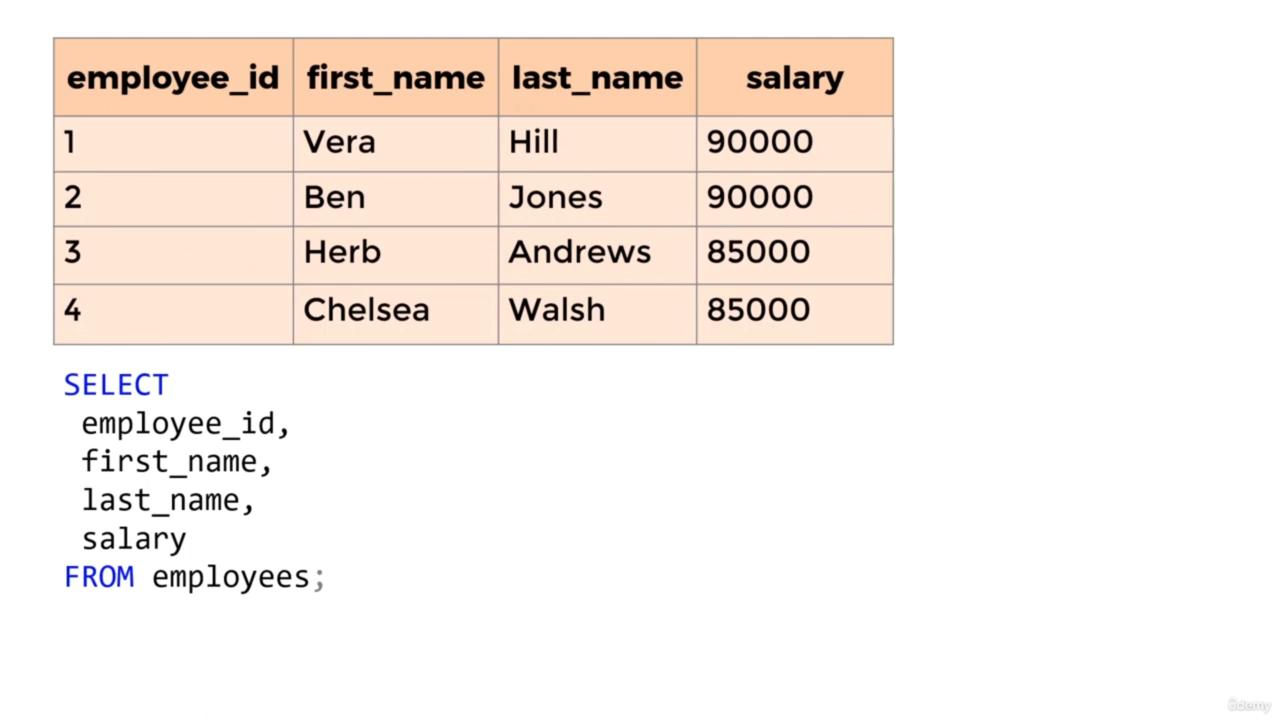 employee_id first_name last_name salary
1 Vera Hill 90000
2 Ben Jones 90000
3 Herb Andrews 85000
4 Chelsea Walsh 85000
SELECT
employee_id,
first_name,
last_name,
salary
FROM employees;
ûdemy